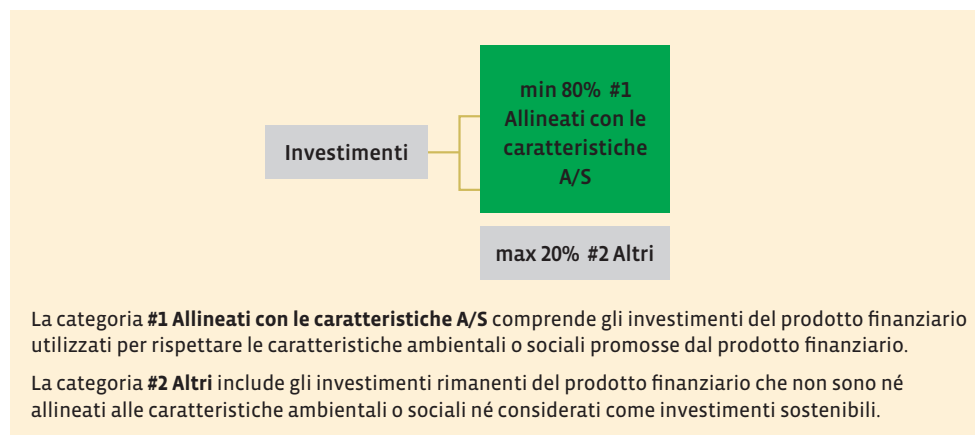 min 80% #1
Allineati con le
caratteristiche
A/S
Investimenti
max 20% #2 Altri
La categoria #1 Allineati con le caratteristiche A/S comprende gli investimenti del prodotto finanziario
utilizzati per rispettare le caratteristiche ambientali o sociali promosse dal prodotto finanziario.
La categoria #2 Altri include gli investimenti rimanenti del prodotto finanziario che non sono né
allineati alle caratteristiche ambientali o sociali né considerati come investimenti sostenibili.